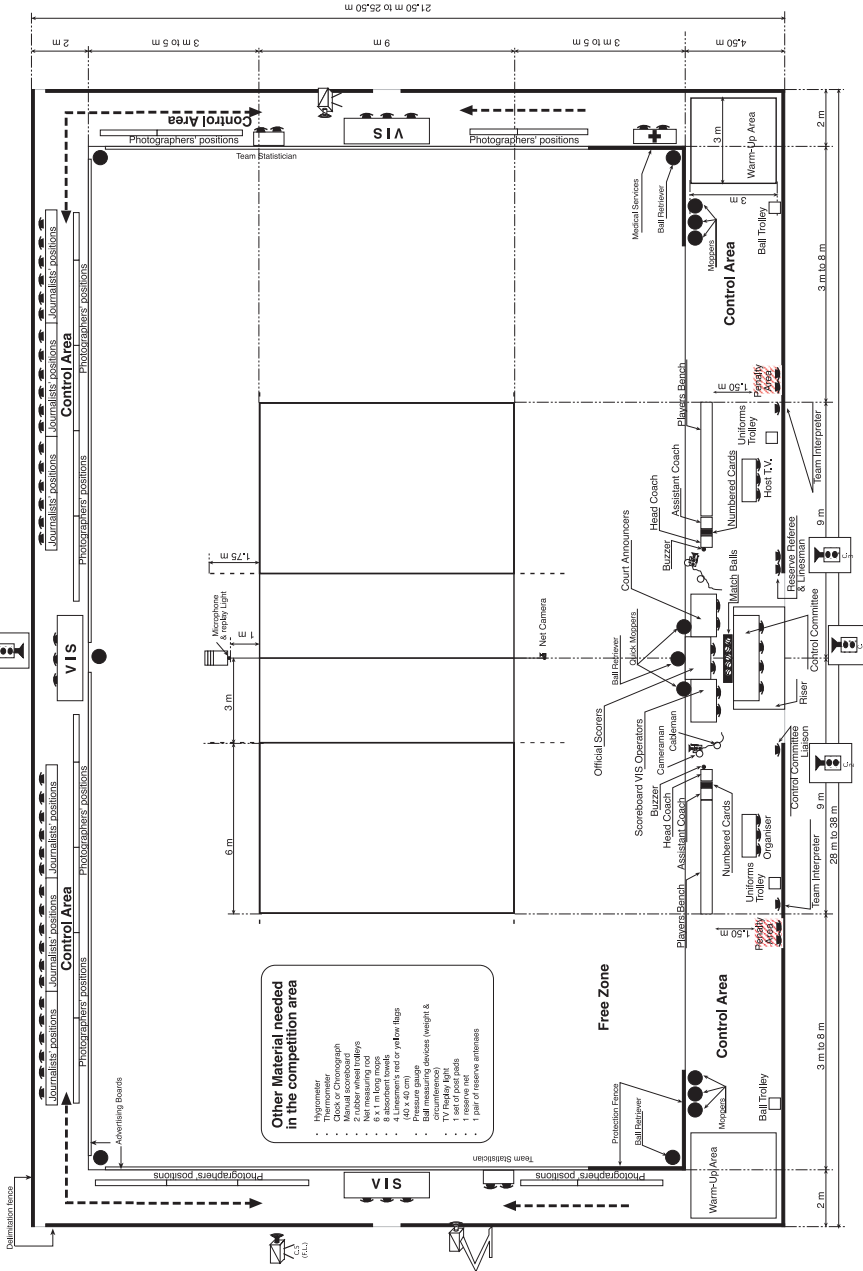 21.50 m to 25.50 m
2 m
3 m to 5 m
9 m
3 m to 5 m
4.50 m
Control Area
Photographers' positions
VIS
Photographers' positions
Team Statistician
Medical Services
Ball Retriever
3 m
Warm-Up Area
3 m
2 m
Moppers
Ball Trolley
Control Area
3 m to 8 m
Journalists' positions
Journalists' positions
Journalists' positions
Control Area
Photographers' positions
Photographers' positions
Penalty
Area
1.50 m
Players Bench
Uniforms
Trolley
Host T.V.
Team Interpreter
Assistant Coach
Head Coach
Numbered Cards
Buzzer
9 m
Reserve Referee
& Linesman
Court Announcers
Match Balls
1.75 m
1 m
Microphone
& replay Light
Net Camera
VIS
Ball Retriever
Quick Moppers
Control Committee
Riser
Official Scorers
Scoreboard VIS Operators
Cameraman
Cableman
Control Committee
Liaison
3 m
6 m
Buzzer
Head Coach
Assistant Coach
Numbered Cards
Players Bench
Organiser
Uniforms
Trolley
Team Interpreter
9 m
28 m to 38 m
Penalty
Area
1.50 m
Journalists' positions
Journalists' positions
Journalists' positions
Control Area
Photographers' positions
Photographers' positions
Other Material needed
in the competition area
· Hygrometer
· Thermometer
· Clock or Chronograph
· Manual scoreboard
· 2 rubber wheel trolleys
· Net measuring rod
· 6 x 1 m long mops
· 8 absorbent towels
· 4 Linesmen's red or yellow flags
(40 x 40 cm)
· Pressure gauge
· Ball measuring devices (weight &
circumference)
· TV Replay light
· 1 set of post pads
· 1 reserve net
· 1 pair of reserve antennaes
Free Zone
Control Area
3 m to 8 m
Advertising Boards
Protection Fence
Ball Retriever
Moppers
Ball Trolley
Warm-Up Area
2 m
Team Statistician
Photographers' positions
VIS
Photographers' positions
Delimitation fence
C.5
(F.L.)